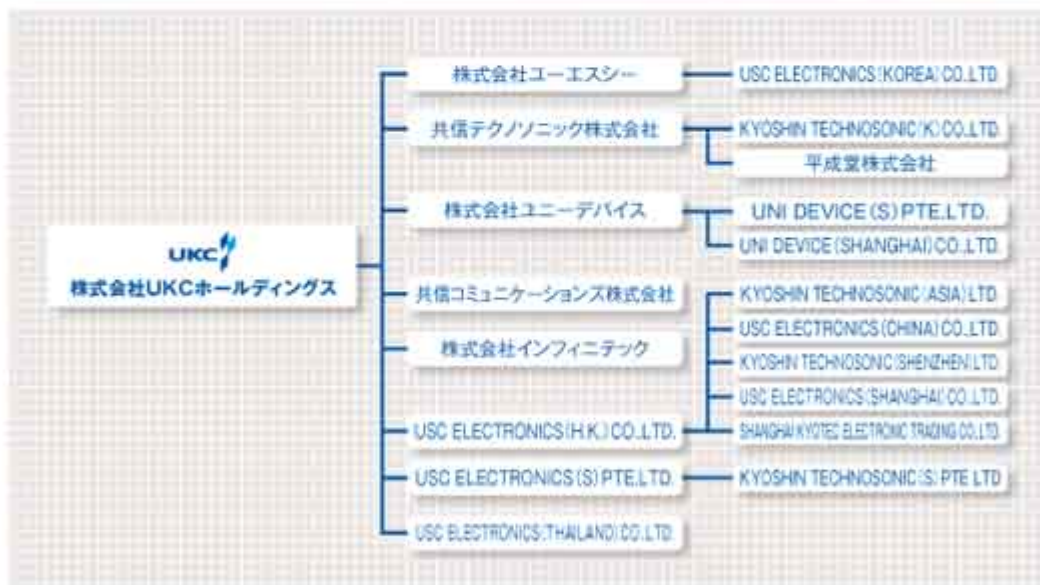 UKC
株式会社UKCホールディングス
株式会社ユーエスシー
USC ELECTRONICS(KOREA)CO.,LTD.
共信テクノソニック株式会社
KYOSHIN TECHNOSONIC(K)CO.,LTD.
平成堂株式会社
株式会社ユニーデバイス
UNI DEVICE(S)PTE.LTD.
UNI DEVICE(SHANGHAI)CO.,LTD.
共信コミュニケーションズ株式会社
株式会社インフィニテック
USC ELECTRONICS(H.K.)CO.,LTD.
KYOSHIN TECHNOSONIC(ASIA)LTD.
USC ELECTRONICS(CHINA)CO.,LTD.
KYOSHIN TECHNOSONIC(SHENZHEN)LTD.
USC ELECTRONICS(SHANGHAI)CO.,LTD.
SHANGHAI KYOTEC ELECTRONIC TRADING CO.,LTD.
USC ELECTRONICS(S)PTE.LTD.
KYOSHIN TECHNOSONIC(S)PTE LTD
USC ELECTRONICS(THAILAND)CO.,LTD.